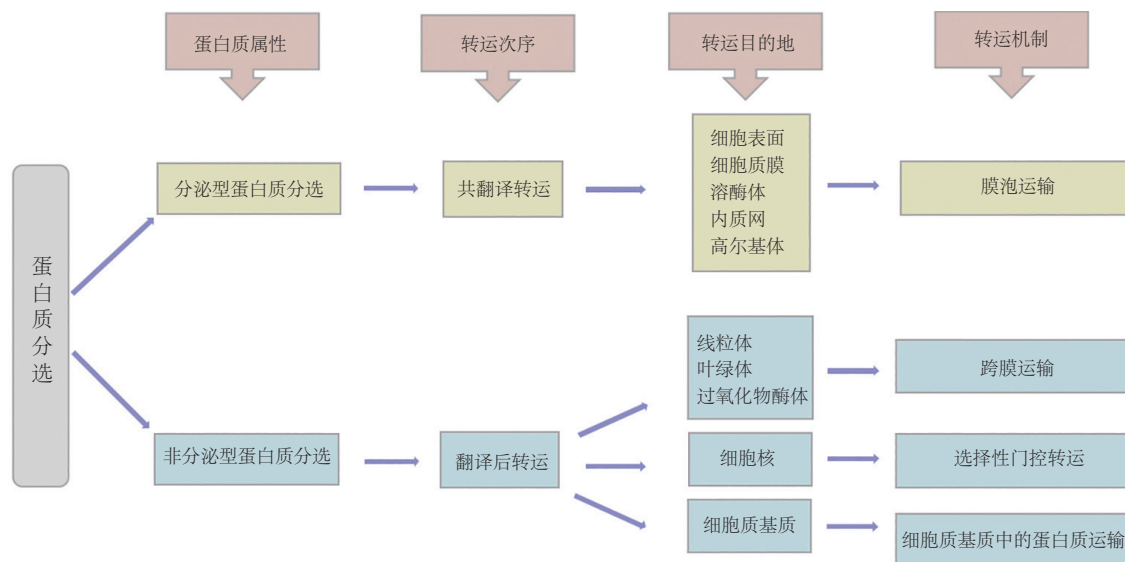 蛋白质属性
转运次序
转运目的地
转运机制
蛋白质分选
分泌型蛋白质分选
共翻译转运
细胞表面
细胞质膜
溶酶体
内质网
高尔基体
膜泡运输
非分泌型蛋白质分选
翻译后转运
线粒体
叶绿体
过氧化物酶体
跨膜运输
细胞核
选择性门控转运
细胞质基质
细胞质基质中的蛋白质运输